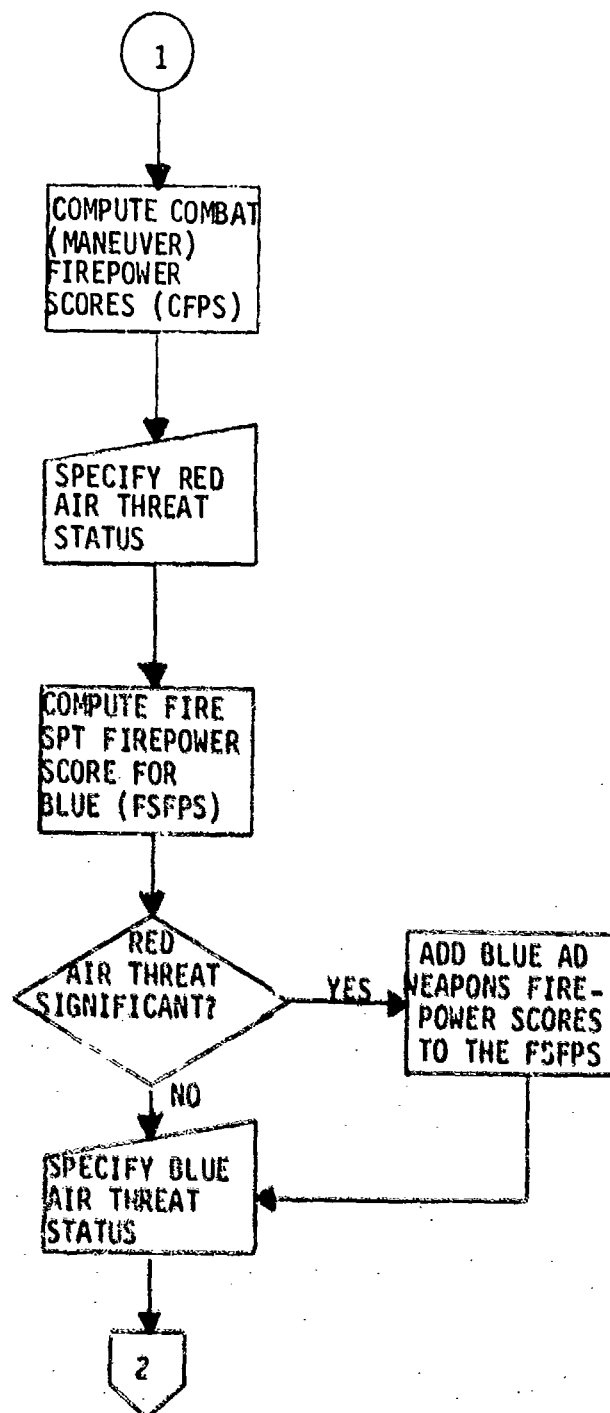 1
COMPUTE COMBAT
(MANEUVER)
FIREPOWER
SCORES (CFPS)
SPECIFY RED
AIR THREAT
STATUS
COMPUTE FIRE
SPT FIREPOWER
SCORE FOR
BLUE (FSFPS)
RED
AIR THREAT
SIGNIFICANT?
YES
ADD BLUE AD
WEAPONS FIRE-
POWER SCORES
TO THE FSFPS
NO
SPECIFY BLUE
AIR THREAT
STATUS
2